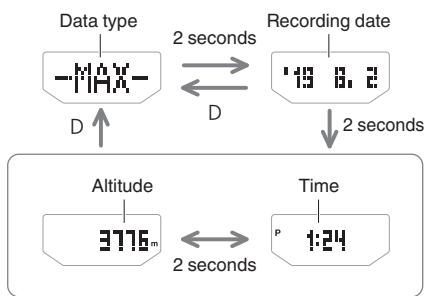 Data type
Recording date
2 seconds
-MAX-
'19 8. 2
D
D
2 seconds
Altitude
Time
3776m
P 1:24
2 seconds